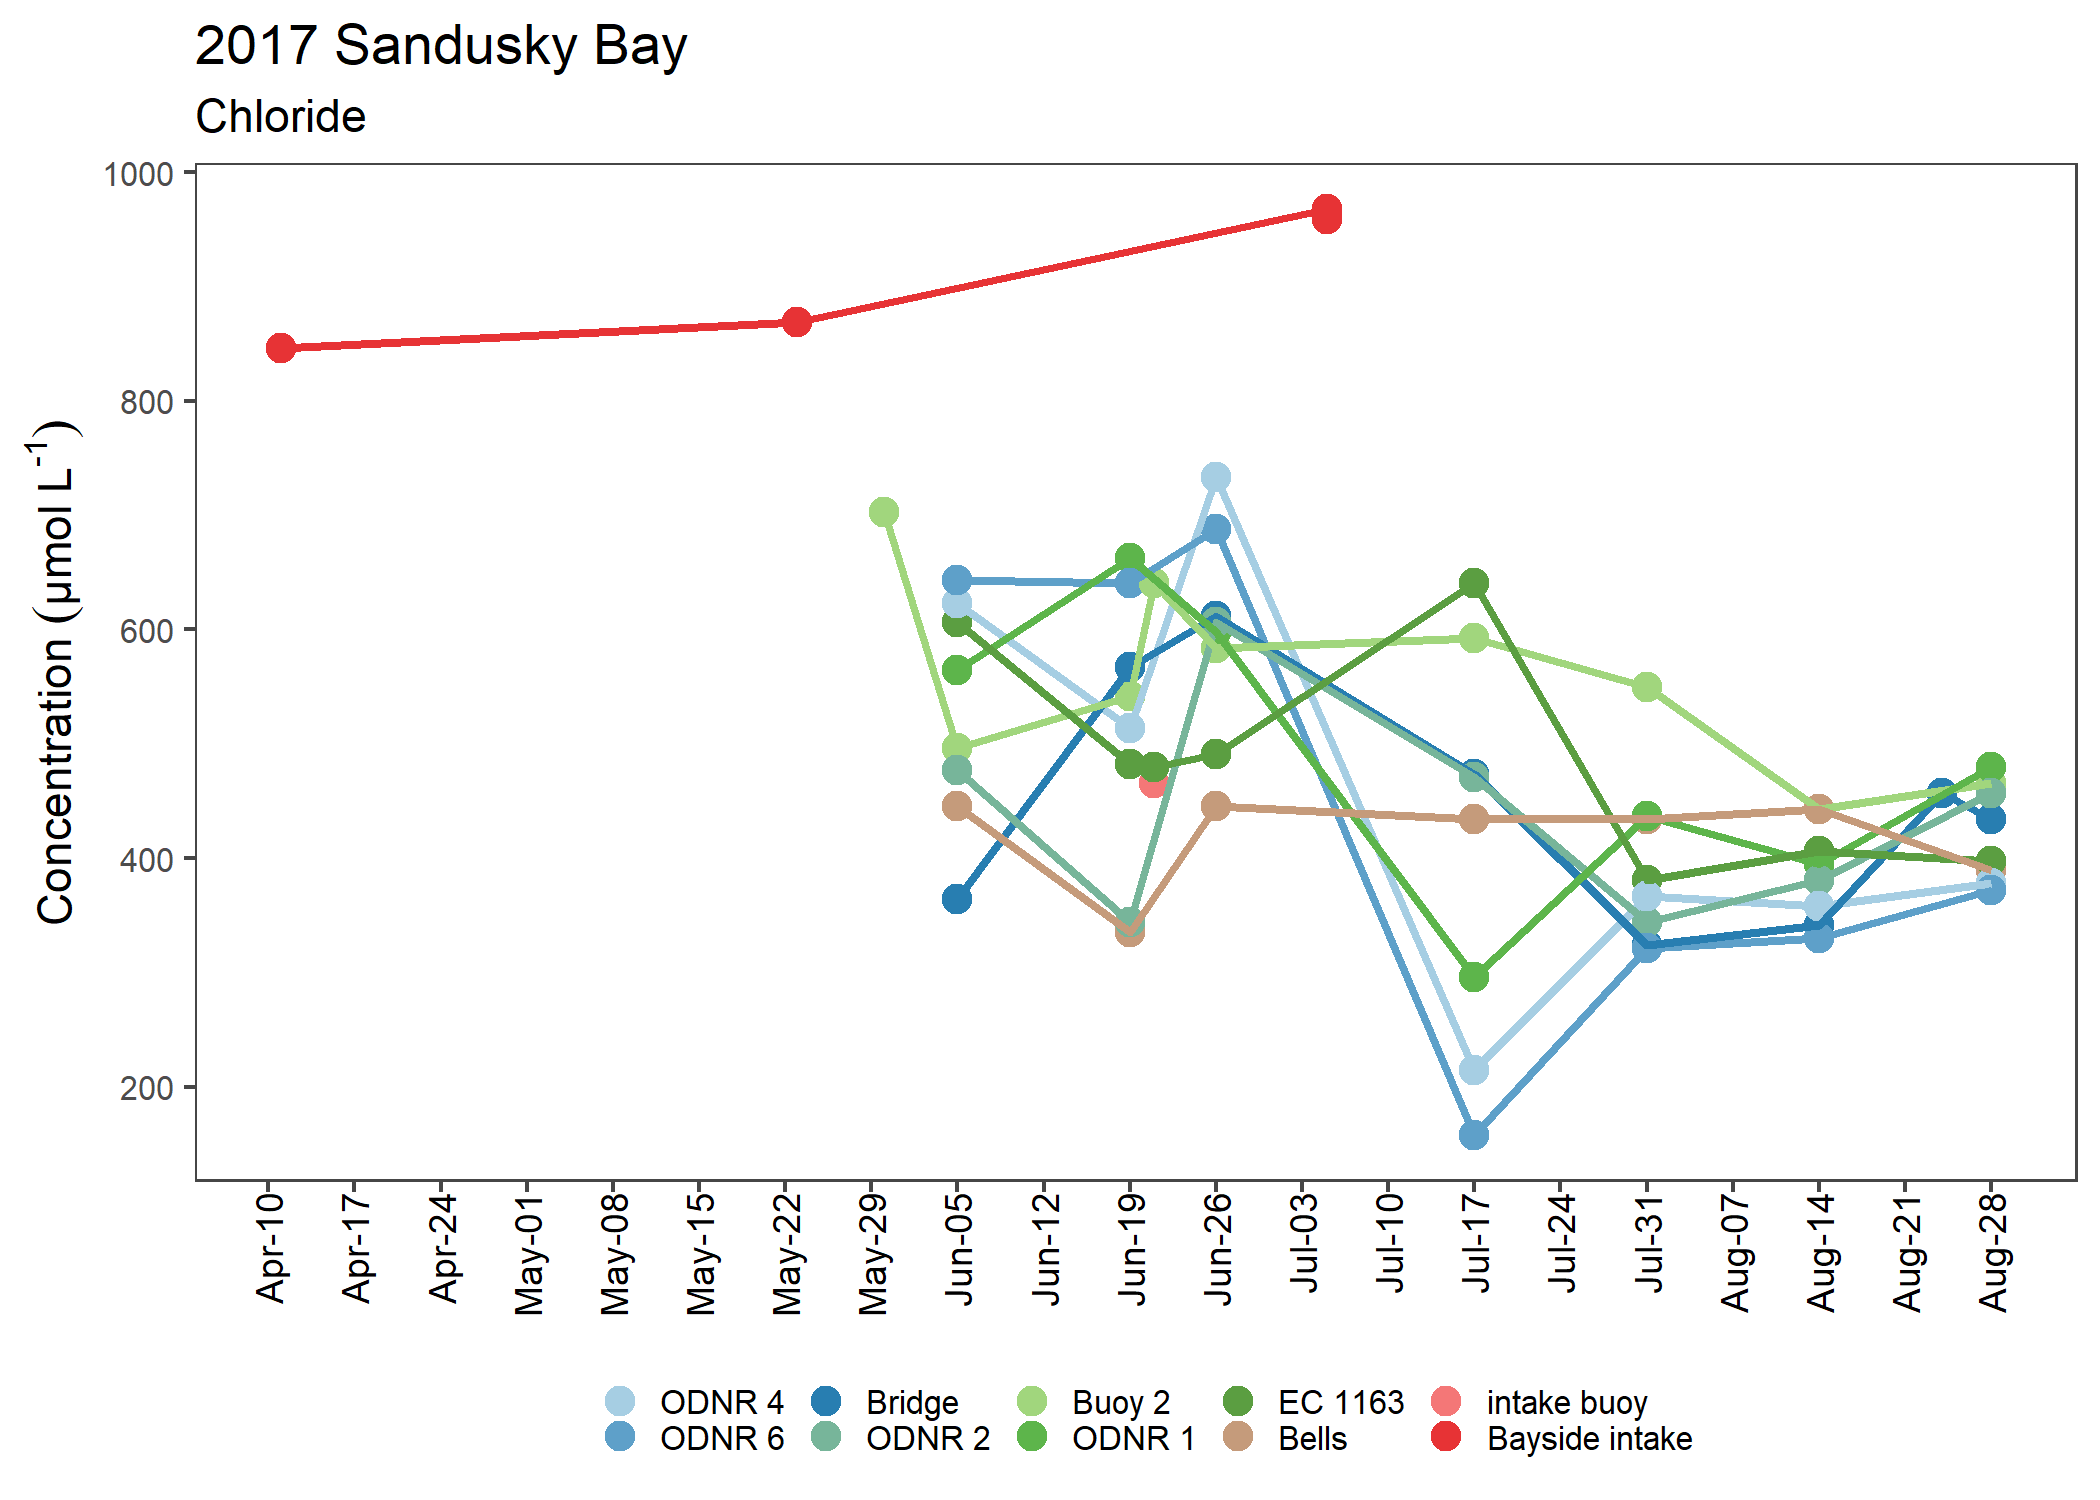 2017 Sandusky Bay
Chloride
Concentration (µmol L⁻¹)
1000
800
600
400
200
Apr-10
Apr-17
Apr-24
May-01
May-08
May-15
May-22
May-29
Jun-05
Jun-12
Jun-19
Jun-26
Jul-03
Jul-10
Jul-17
Jul-24
Jul-31
Aug-07
Aug-14
Aug-21
Aug-28
ODNR 4 Bridge Buoy 2 EC 1163 intake buoy
ODNR 6 ODNR 2 ODNR 1 Bells Bayside intake